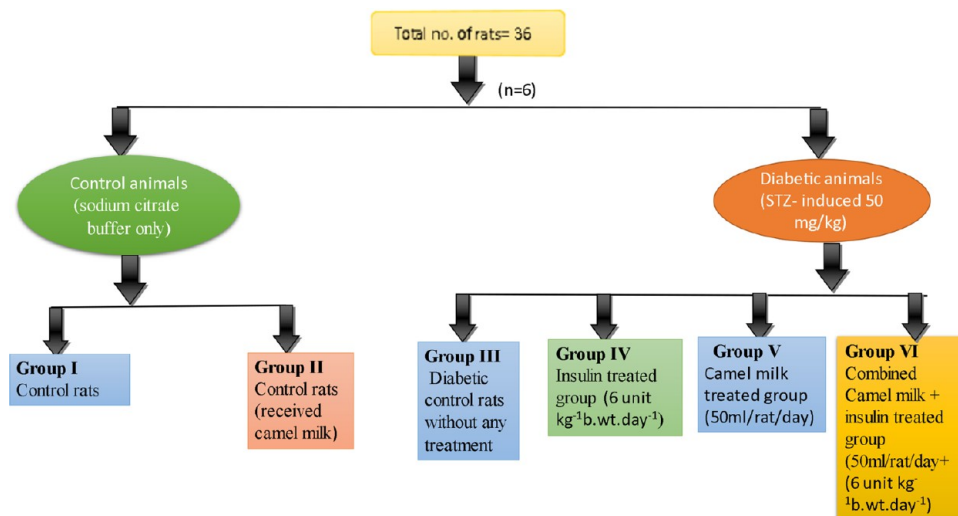 Total no. of rats= 36
(n=6)
Control animals
(sodium citrate
buffer only)
Diabetic animals
(STZ- induced 50
mg/kg)
Group I
Control rats
Group II
Control rats
(received
camel milk)
Group III
Diabetic
control rats
without any
treatment
Group IV
Insulin treated
group (6 unit
kg⁻¹b.wt.day⁻¹)
Group V
Camel milk
treated group
(50ml/rat/day)
Group VI
Combined
Camel milk +
insulin treated
group
(50ml/rat/day+
(6 unit kg⁻
¹b.wt.day⁻¹)